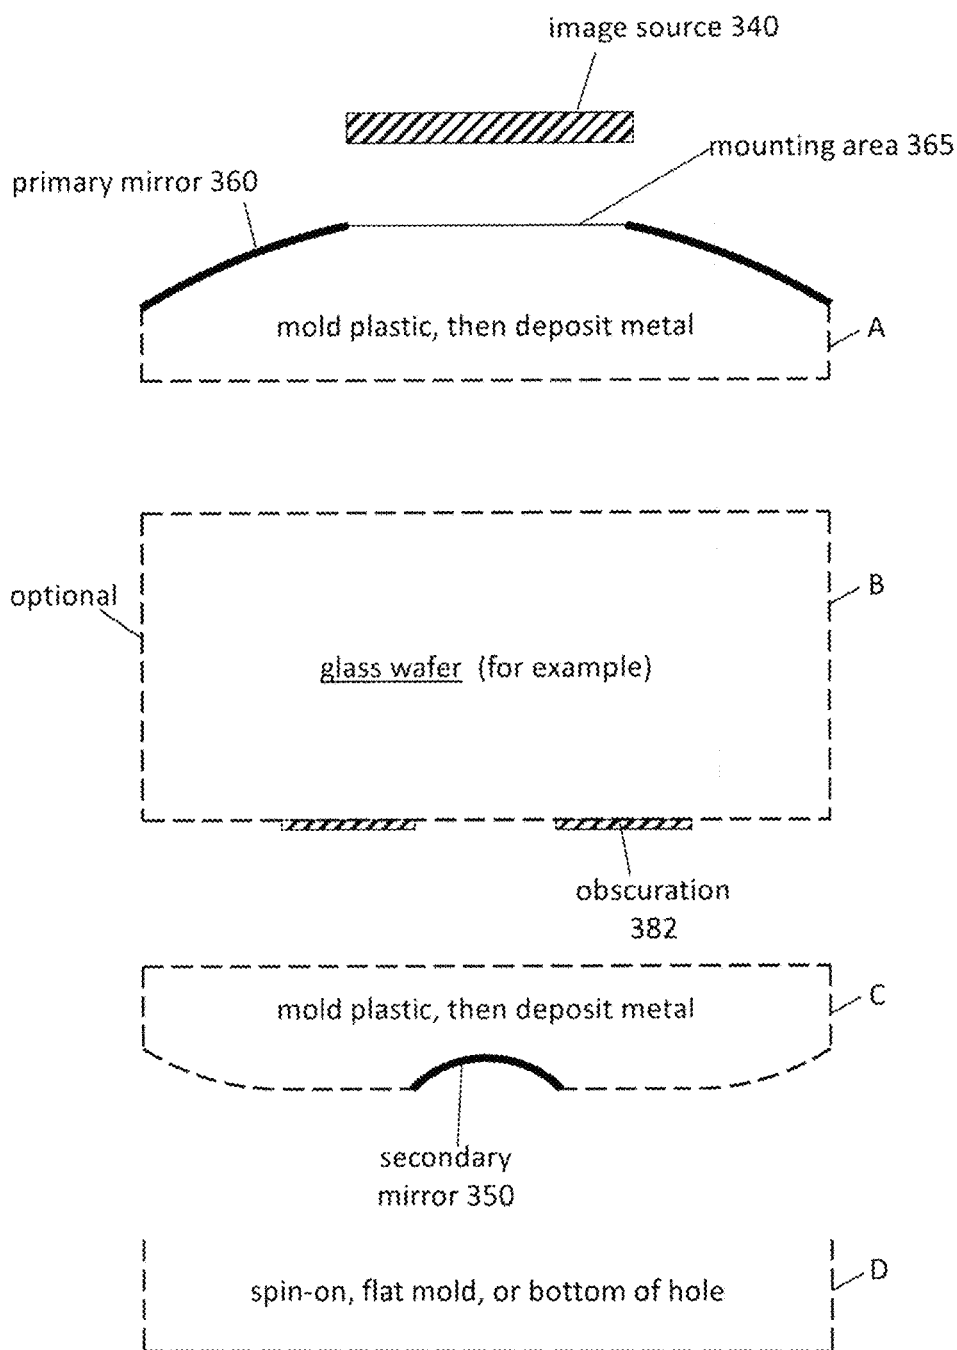 image source 340
mounting area 365
primary mirror 360
mold plastic, then deposit metal
A
optional
B
glass wafer (for example)
obscuration
382
mold plastic, then deposit metal
C
secondary
mirror 350
spin-on, flat mold, or bottom of hole
D